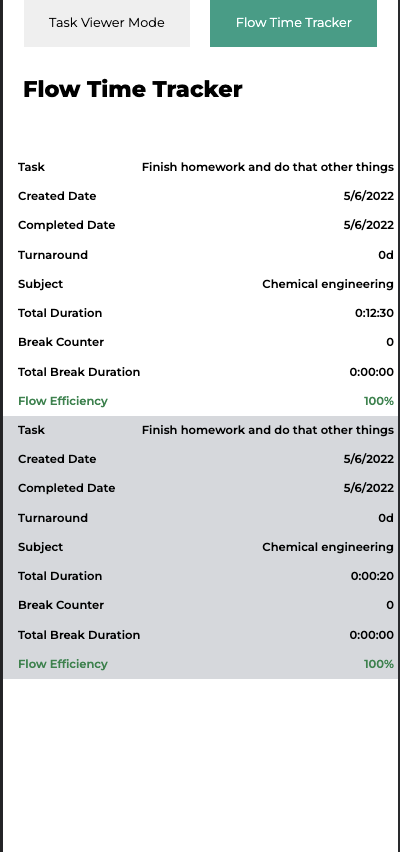 Task Viewer Mode Flow Time Tracker
Flow Time Tracker
Task Finish homework and do that other things
Created Date 5/6/2022
Completed Date 5/6/2022
Turnaround 0d
Subject Chemical engineering
Total Duration 0:12:30
Break Counter 0
Total Break Duration 0:00:00
Flow Efficiency 100%
Task Finish homework and do that other things
Created Date 5/6/2022
Completed Date 5/6/2022
Turnaround 0d
Subject Chemical engineering
Total Duration 0:00:20
Break Counter 0
Total Break Duration 0:00:00
Flow Efficiency 100%